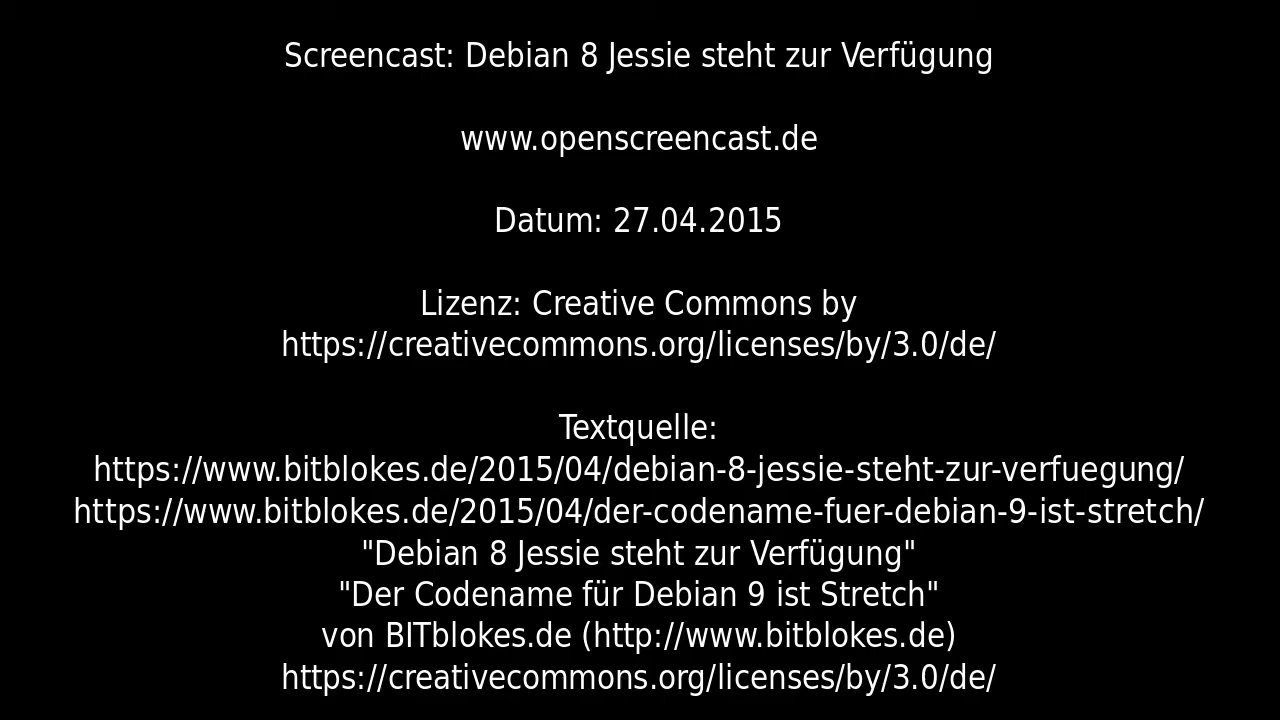 Screencast: Debian 8 Jessie steht zur Verfügung
www.openscreencast.de
Datum: 27.04.2015
Lizenz: Creative Commons by
https://creativecommons.org/licenses/by/3.0/de/
Textquelle:
https://www.bitblokes.de/2015/04/debian-8-jessie-steht-zur-verfuegung/
https://www.bitblokes.de/2015/04/der-codename-fuer-debian-9-ist-stretch/
"Debian 8 Jessie steht zur Verfügung"
"Der Codename für Debian 9 ist Stretch"
von BITblokes.de (http://www.bitblokes.de)
https://creativecommons.org/licenses/by/3.0/de/